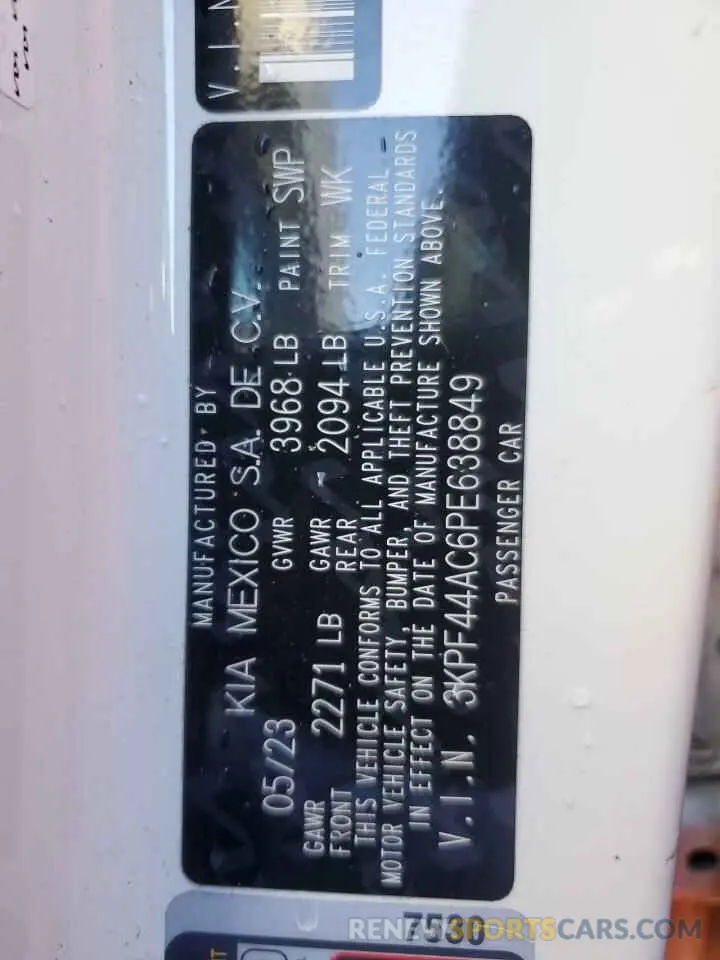 V.I.N
MANUFACTURED BY
KIA MEXICO S.A. DE C.V.
05/23 GVWR 3968 LB PAINT SWP
GAWR FRONT 2271 LB GAWR REAR 2094 LB TRIM WK
THIS VEHICLE CONFORMS TO ALL APPLICABLE U.S.A. FEDERAL
MOTOR VEHICLE SAFETY, BUMPER, AND THEFT PREVENTION STANDARDS
IN EFFECT ON THE DATE OF MANUFACTURE SHOWN ABOVE.
V.I.N. 3KPF44AC6PE638849
PASSENGER CAR
RENEWSPORTSCARS.COM